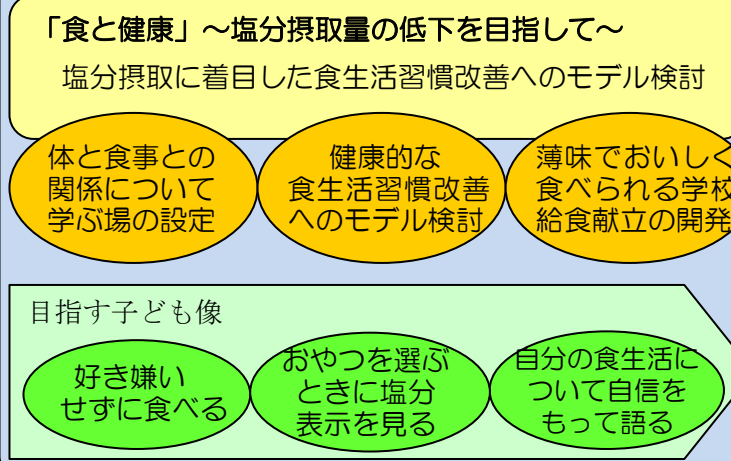 「食と健康」～塩分摂取量の低下を目指して～
塩分摂取に着目した食生活習慣改善へのモデル検討
体と食事との
関係について
学ぶ場の設定
健康的な
食生活習慣改善
へのモデル検討
薄味でおいしく
食べられる学校
給食献立の開発
目指す子ども像
好き嫌い
せずに食べる
おやつを選ぶ
ときに塩分
表示を見る
自分の食生活に
ついて自信を
もって語る